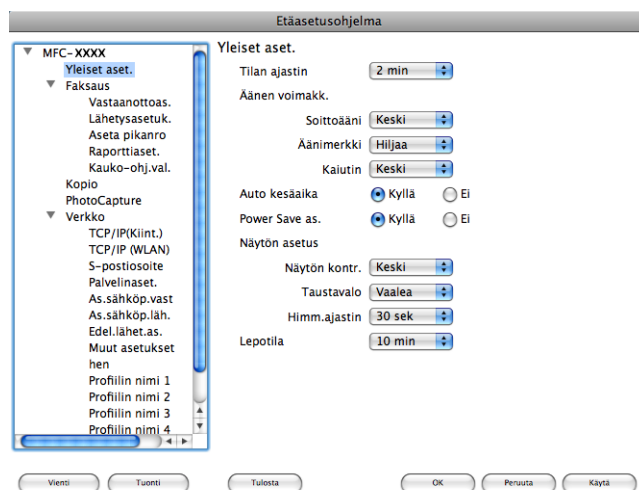 Etäasetusohjelma
MFC-XXXX
Yleiset aset.
Faksaus
Vastaanottoas.
Lähetysasetuk.
Aseta pikanro
Raporttiaset.
Kauko-ohj.val.
Kopio
PhotoCapture
Verkko
TCP/IP(Kiint.)
TCP/IP (WLAN)
S-postiosoite
Palvelinaset.
As.sähköp.vast
As.sähköp.läh.
Edel.lähet.as.
Muut asetukset
hen
Profiilin nimi 1
Profiilin nimi 2
Profiilin nimi 3
Profiilin nimi 4
Yleiset aset.
Tilan ajastin 2 min
Äänen voimakk.
Soittoääni Keski
Äänimerkki Hiljaa
Kaiutin Keski
Auto kesäaika Kyllä Ei
Power Save as. Kyllä Ei
Näytön asetus
Näytön kontr. Keski
Taustavalo Vaalea
Himm.ajastin 30 sek
Lepotila 10 min
Vienti Tuonti Tulosta OK Peruuta Käytä